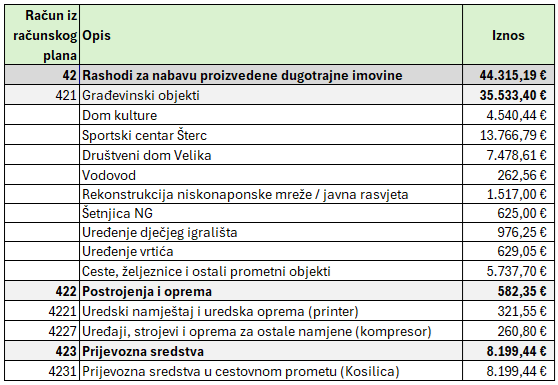 Račun iz računskog plana Opis Iznos
42 Rashodi za nabavu proizvedene dugotrajne imovine 44.315,19 €
421 Građevinski objekti 35.533,40 €
Dom kulture 4.540,44 €
Sportski centar Šterc 13.766,79 €
Društveni dom Velika 7.478,61 €
Vodovod 262,56 €
Rekonstrukcija niskonaponske mreže / javna rasvjeta 1.517,00 €
Šetnjica NG 625,00 €
Uređenje dječjeg igrališta 976,25 €
Uređenje vrtića 629,05 €
Ceste, željeznice i ostali prometni objekti 5.737,70 €
422 Postrojenja i oprema 582,35 €
4221 Uredski namještaj i uredska oprema (printer) 321,55 €
4227 Uređaji, strojevi i oprema za ostale namjene (kompresor) 260,80 €
423 Prijevozna sredstva 8.199,44 €
4231 Prijevozna sredstva u cestovnom prometu (Kosilica) 8.199,44 €